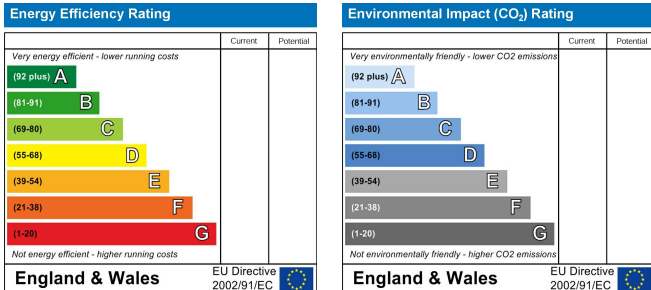 Energy Efficiency Rating
Current Potential
Very energy efficient - lower running costs
(92 plus) A
(81-91) B
(69-80) C
(55-68) D
(39-54) E
(21-38) F
(1-20) G
Not energy efficient - higher running costs
England & Wales
EU Directive
2002/91/EC
Environmental Impact (CO₂) Rating
Current Potential
Very environmentally friendly - lower CO2 emissions
(92 plus) A
(81-91) B
(69-80) C
(55-68) D
(39-54) E
(21-38) F
(1-20) G
Not environmentally friendly - higher CO2 emissions
England & Wales
EU Directive
2002/91/EC